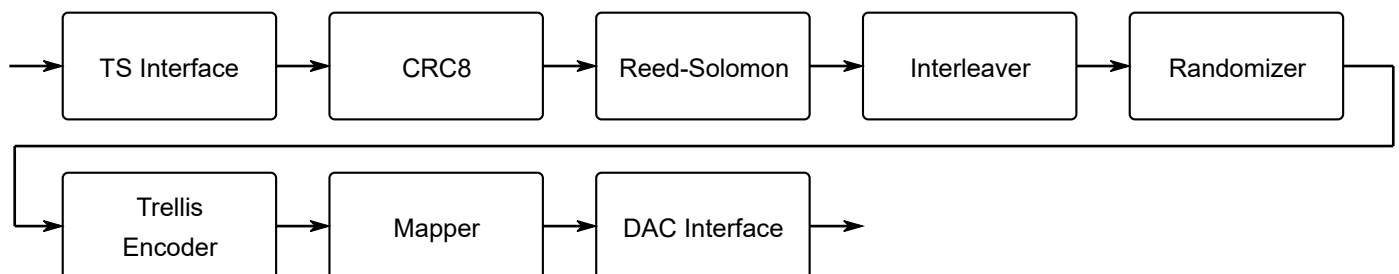 TS Interface
CRC8
Reed-Solomon
Interleaver
Randomizer
Trellis
Encoder
Mapper
DAC Interface